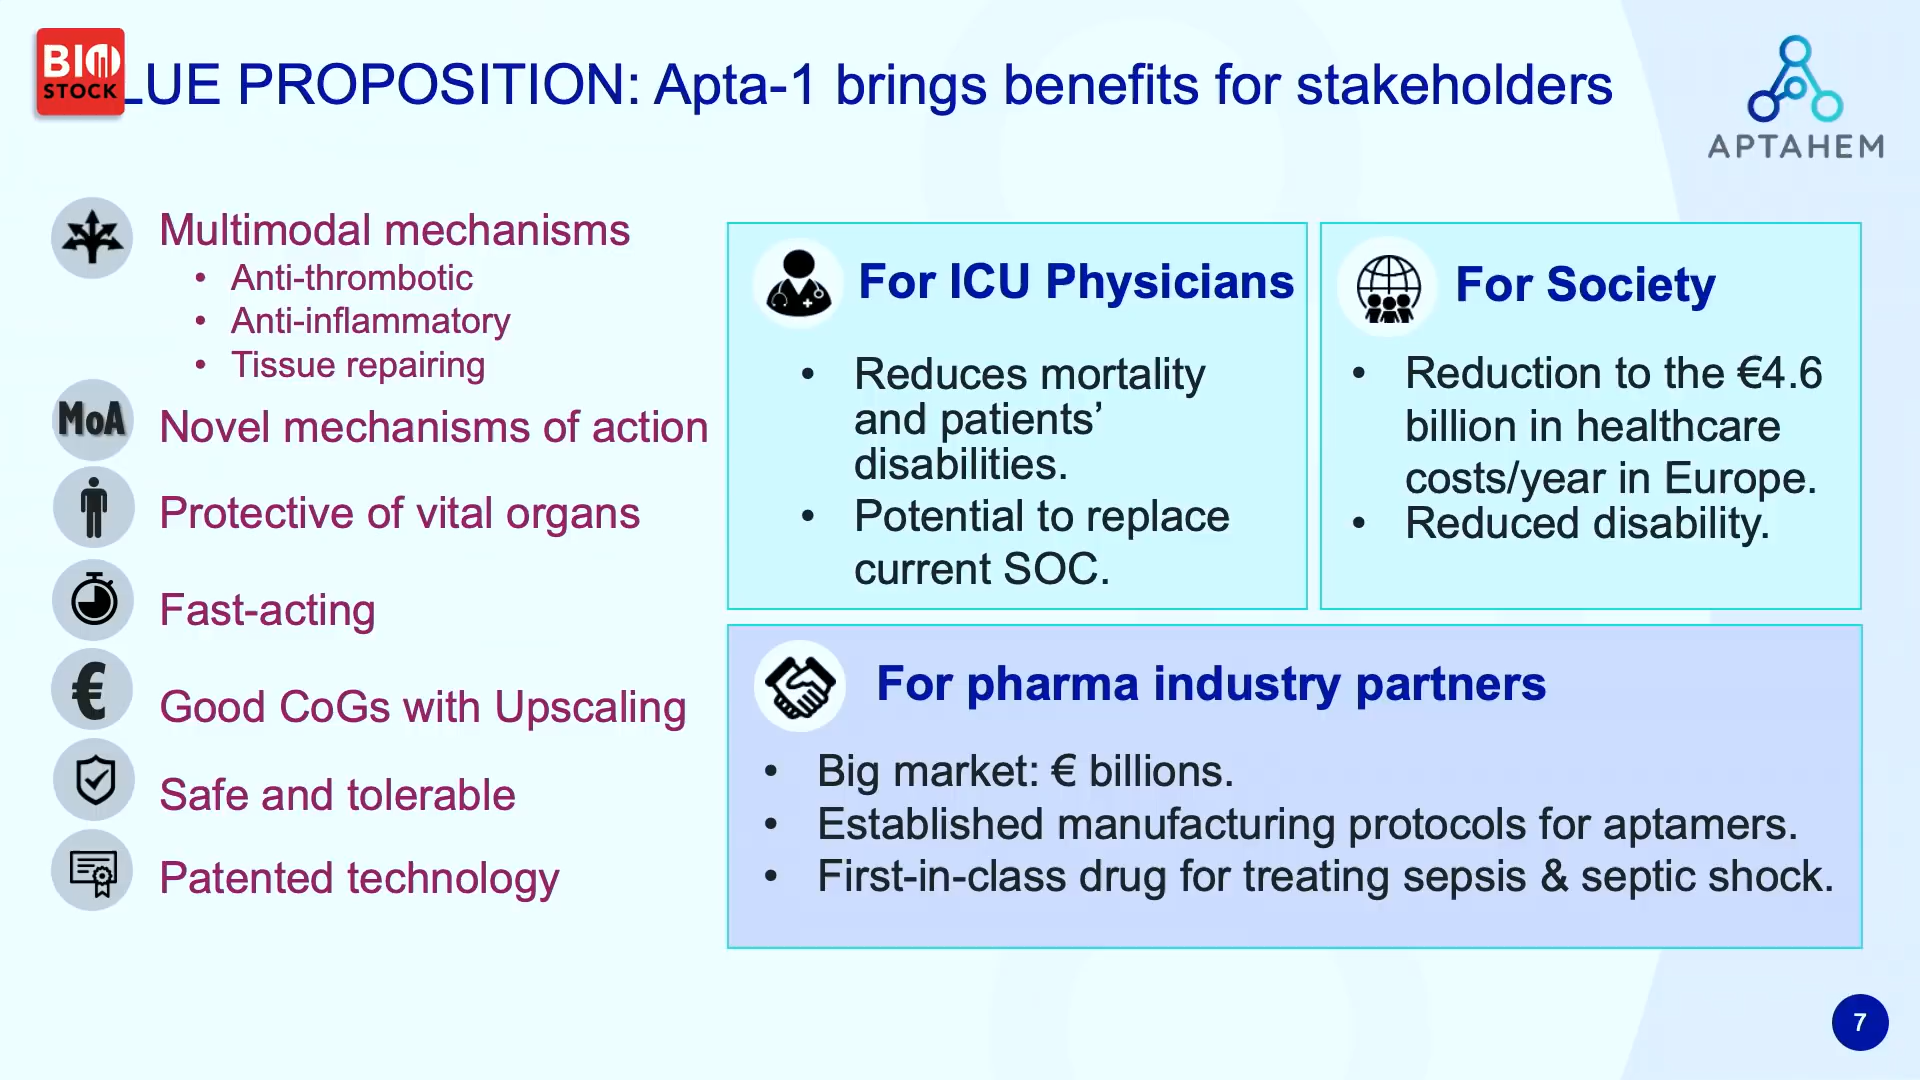 BIO
STOCK
LUE PROPOSITION: Apta-1 brings benefits for stakeholders
APTAHEM
Multimodal mechanisms
• Anti-thrombotic
• Anti-inflammatory
• Tissue repairing
MoA
Novel mechanisms of action
Protective of vital organs
Fast-acting
€
Good CoGs with Upscaling
Safe and tolerable
Patented technology
For ICU Physicians
• Reduces mortality
and patients’
disabilities.
• Potential to replace
current SOC.
For Society
• Reduction to the €4.6
billion in healthcare
costs/year in Europe.
• Reduced disability.
For pharma industry partners
• Big market: € billions.
• Established manufacturing protocols for aptamers.
• First-in-class drug for treating sepsis & septic shock.
7